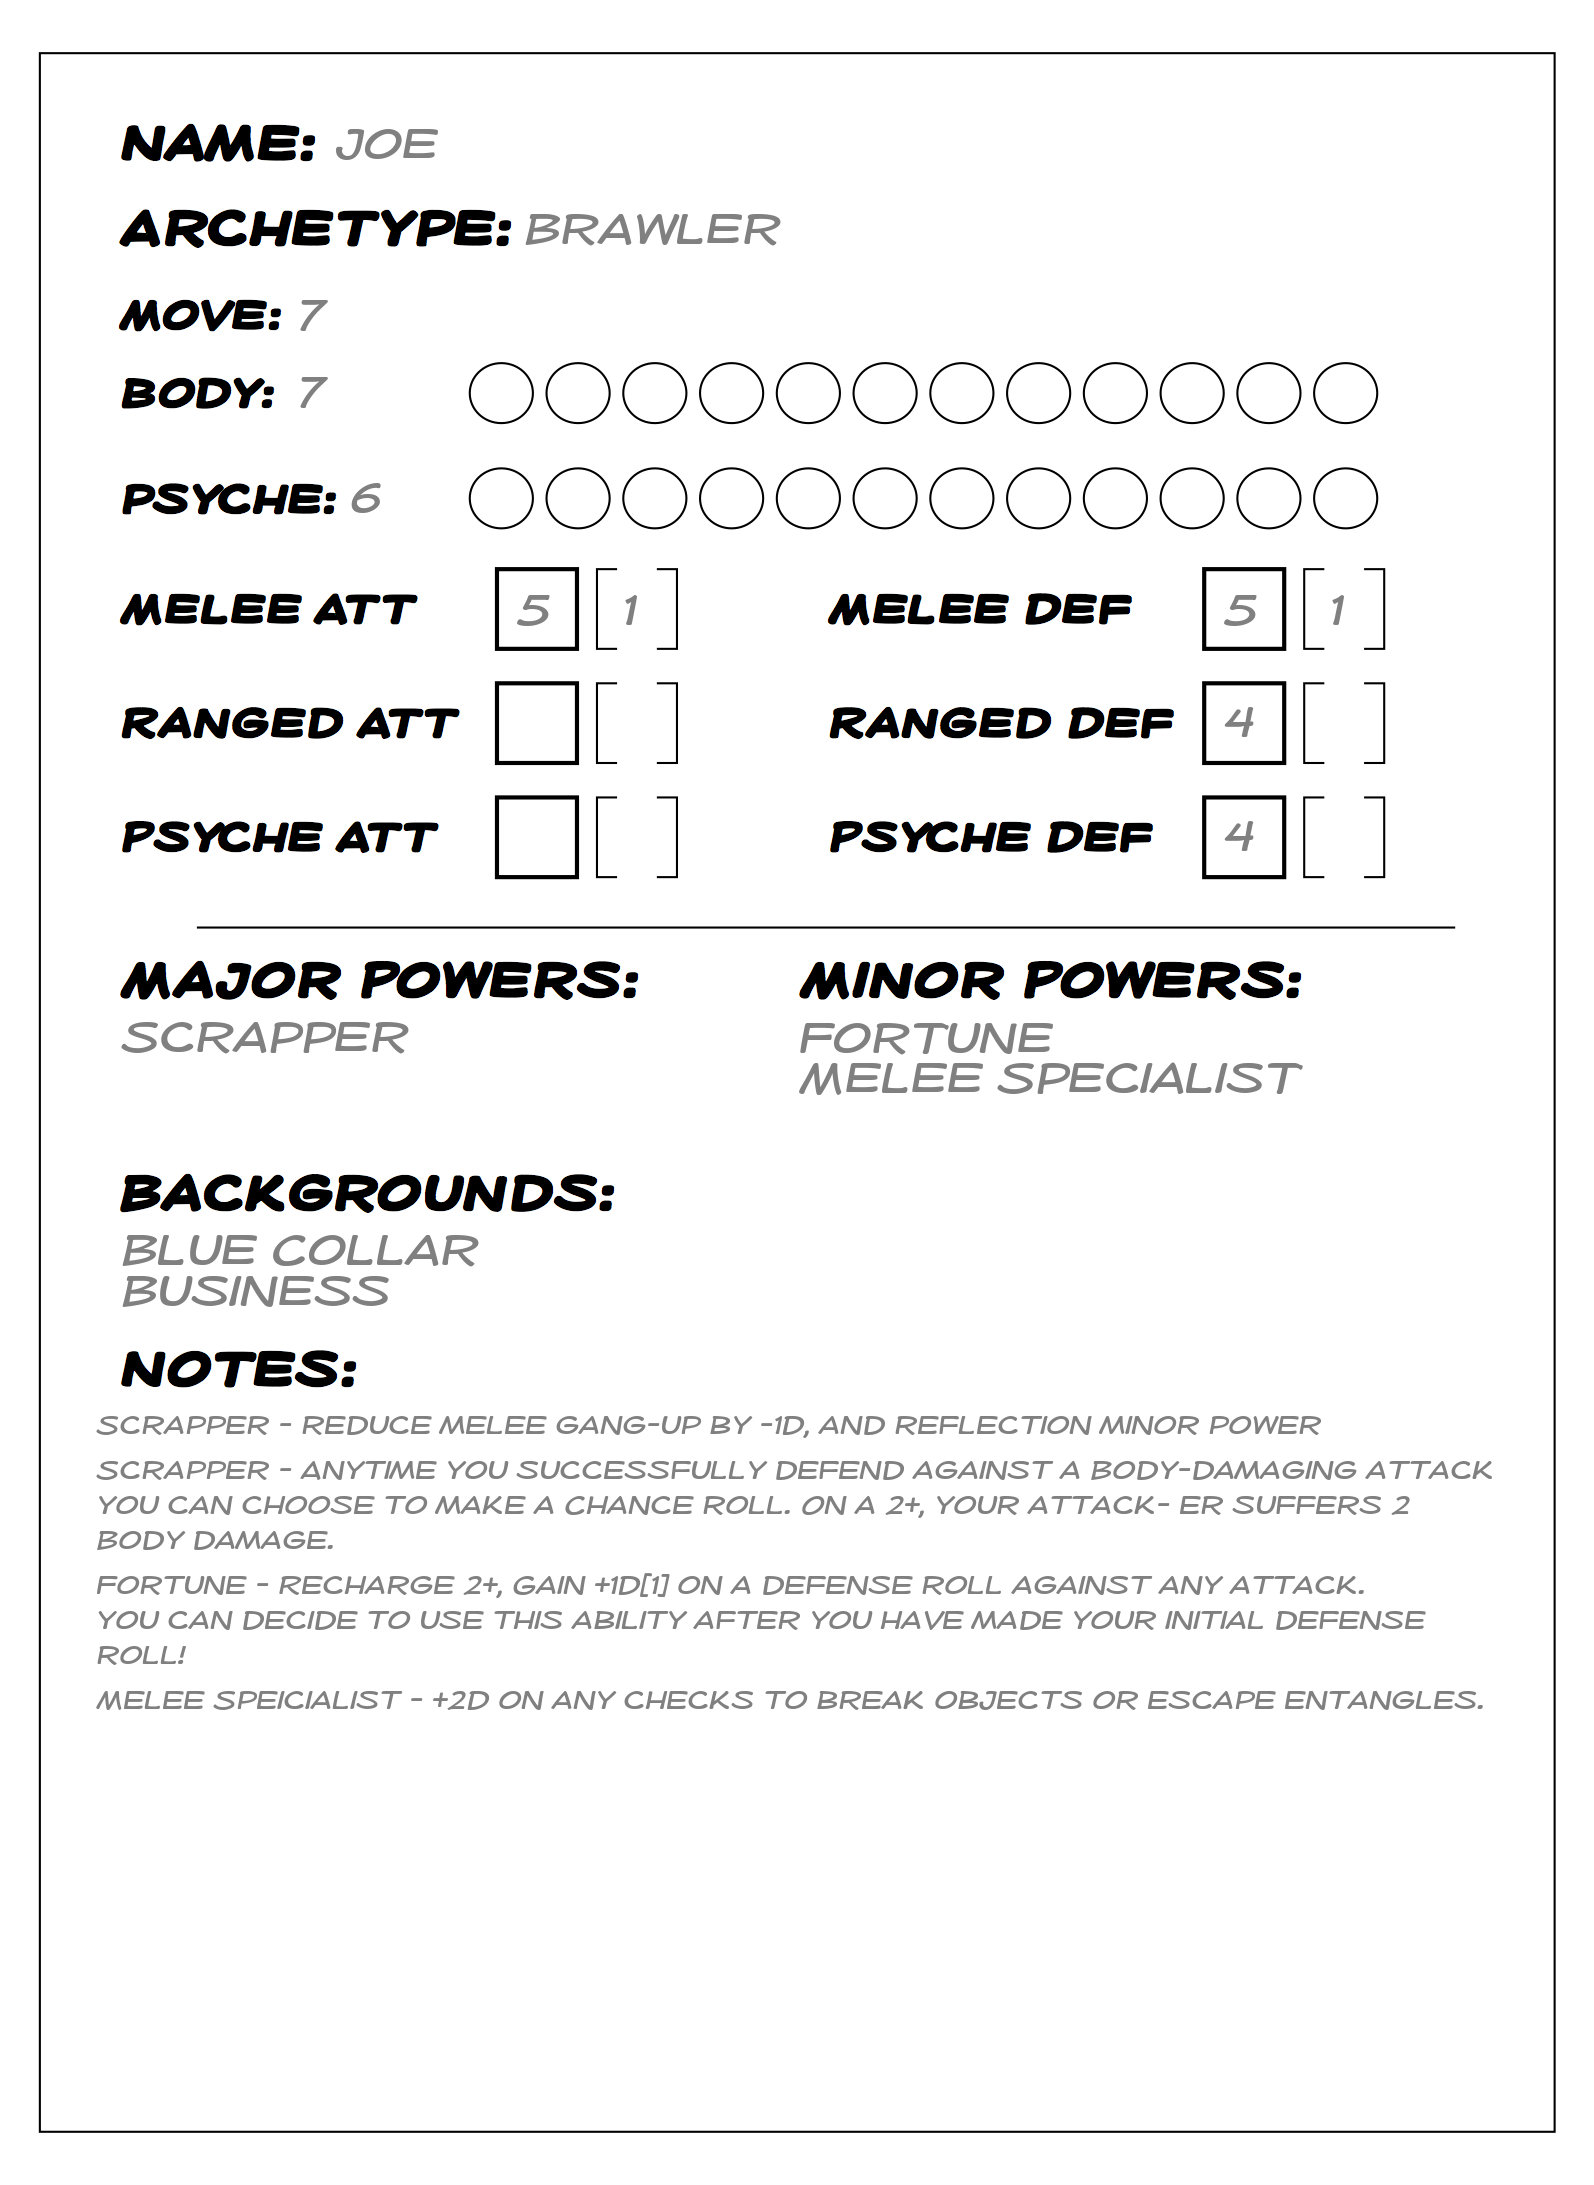 NAME: JOE
ARCHETYPE: BRAWLER
MOVE: 7
BODY: 7
PSYCHE: 6
MELEE ATT 5 [1] MELEE DEF 5 [1]
RANGED ATT [ ] RANGED DEF 4 [ ]
PSYCHE ATT [ ] PSYCHE DEF 4 [ ]
MAJOR POWERS:
SCRAPPER
MINOR POWERS:
FORTUNE
MELEE SPECIALIST
BACKGROUNDS:
BLUE COLLAR
BUSINESS
NOTES:
SCRAPPER - REDUCE MELEE GANG-UP BY -1D, AND REFLECTION MINOR POWER
SCRAPPER - ANYTIME YOU SUCCESSFULLY DEFEND AGAINST A BODY-DAMAGING ATTACK
YOU CAN CHOOSE TO MAKE A CHANCE ROLL. ON A 2+, YOUR ATTACK- ER SUFFERS 2
BODY DAMAGE.
FORTUNE - RECHARGE 2+, GAIN +1D[1] ON A DEFENSE ROLL AGAINST ANY ATTACK.
YOU CAN DECIDE TO USE THIS ABILITY AFTER YOU HAVE MADE YOUR INITIAL DEFENSE
ROLL!
MELEE SPEICIALIST - +2D ON ANY CHECKS TO BREAK OBJECTS OR ESCAPE ENTANGLES.